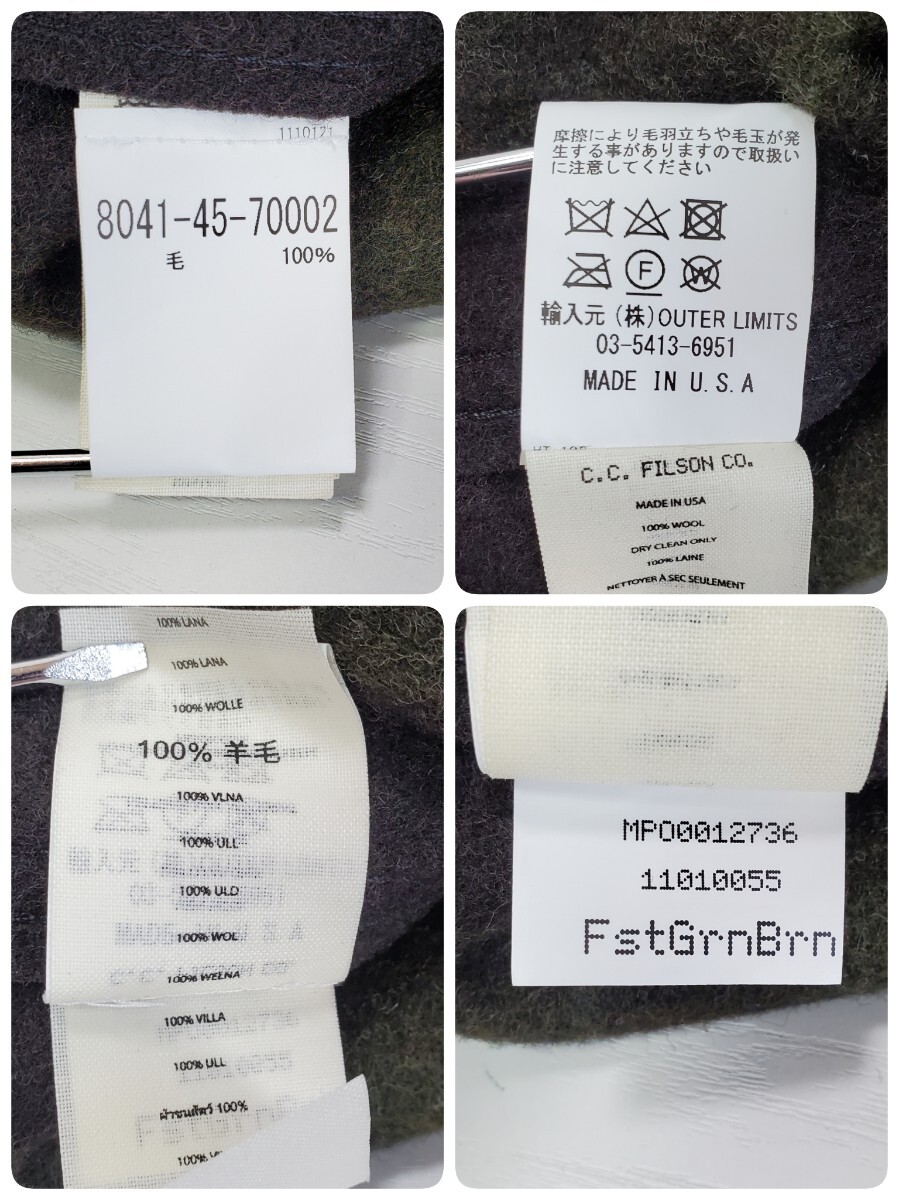 1110121
8041-45-70002
毛 100%
摩擦により毛羽立ちや毛玉が発
生する事がありますので取扱い
に注意してください
F
W
輸入元 (株)OUTER LIMITS
03-5413-6951
MADE IN U.S.A
C.C. FILSON CO.
MADE IN USA
100% WOOL
DRY CLEAN ONLY
100% LAINE
NETTOYER À SEC SEULEMENT
100% LANA
100% LANA
100% WOLLE
100% 羊毛
100% VLNA
100% ULL
100% ULD
100% WOL
100% WEŁNA
100% VILLA
100% ULL
ผ้าขนสัตว์ 100%
MPO0012736
11010055
FstGrnBrn